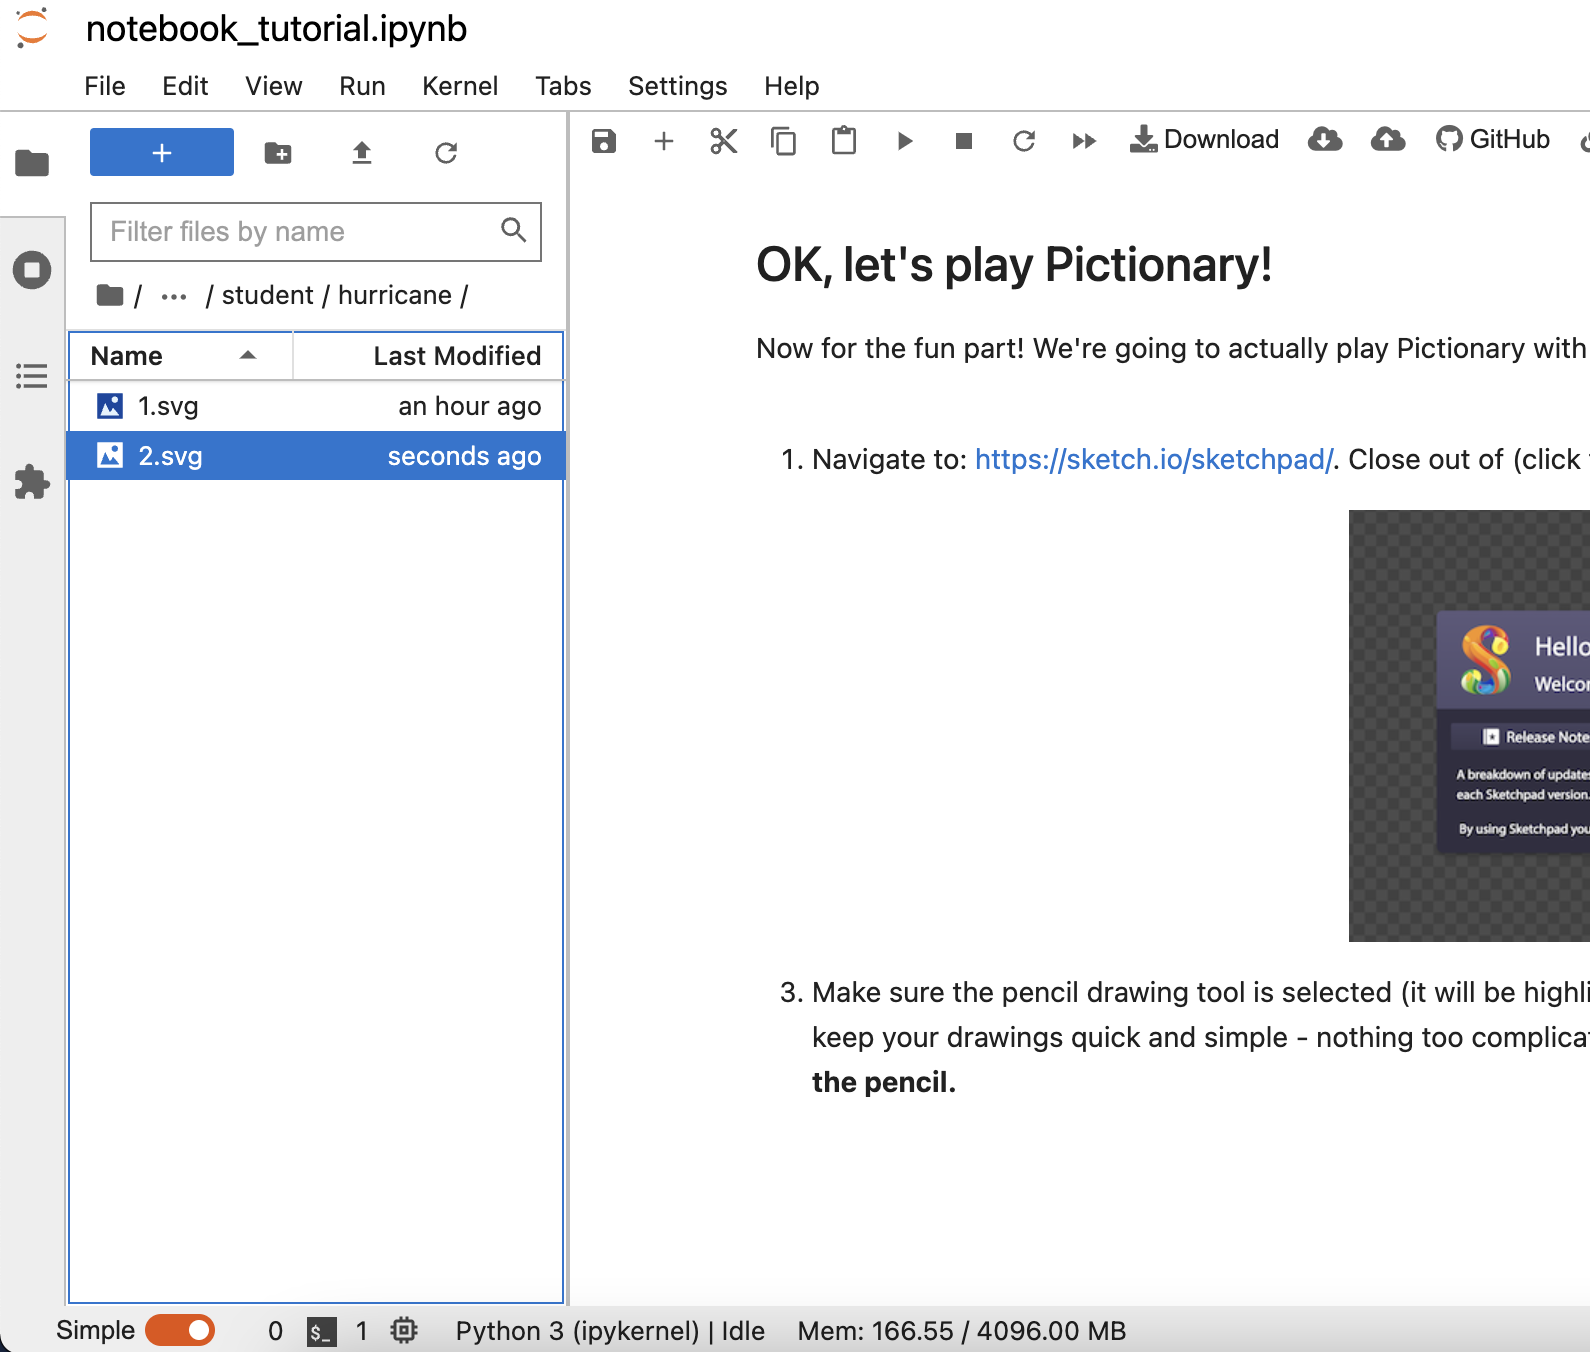 notebook_tutorial.ipynb
File Edit View Run Kernel Tabs Settings Help
Download GitHub
Filter files by name
/ ... / student / hurricane /
Name Last Modified
1.svg an hour ago
2.svg seconds ago
OK, let's play Pictionary!
Now for the fun part! We're going to actually play Pictionary with
1. Navigate to: https://sketch.io/sketchpad/. Close out of (click
Hello
Welcom
Release Note
A breakdown of updates
each Sketchpad version.
By using Sketchpad you
3. Make sure the pencil drawing tool is selected (it will be highli
keep your drawings quick and simple - nothing too complica
the pencil.
Simple 0 $_ 1 Python 3 (ipykernel) | Idle Mem: 166.55 / 4096.00 MB